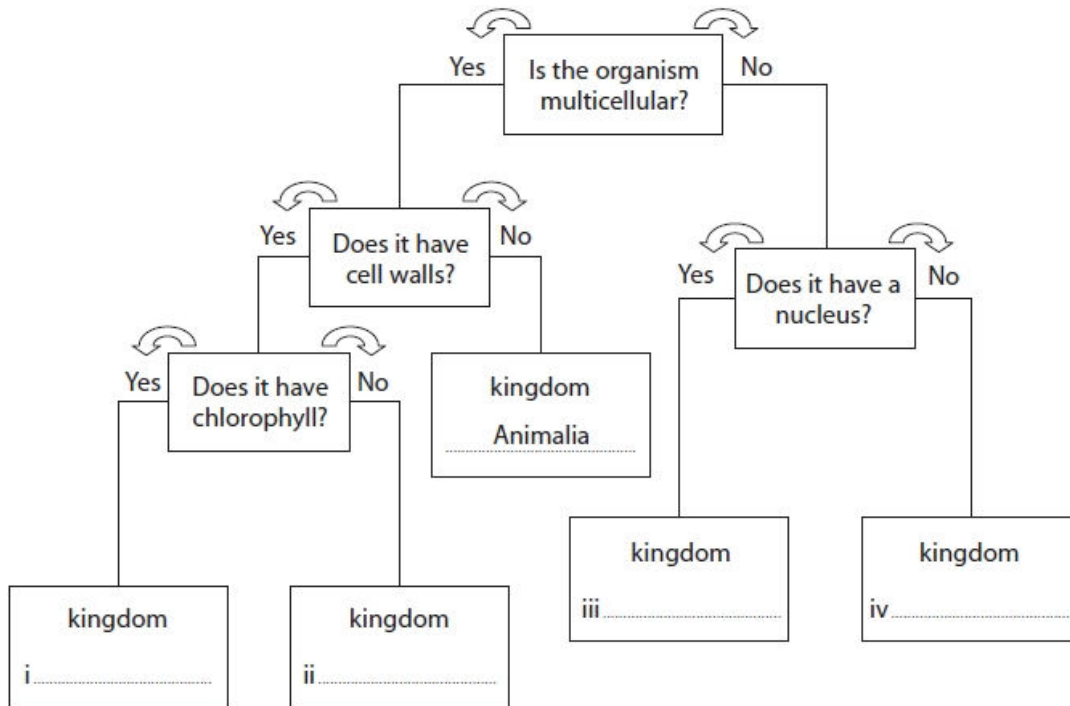 Yes
Is the organism
multicellular?
No
Yes
Does it have
cell walls?
No
Yes
Does it have a
nucleus?
No
Yes
Does it have
chlorophyll?
No
kingdom
Animalia
kingdom
iii
kingdom
iv
kingdom
i
kingdom
ii